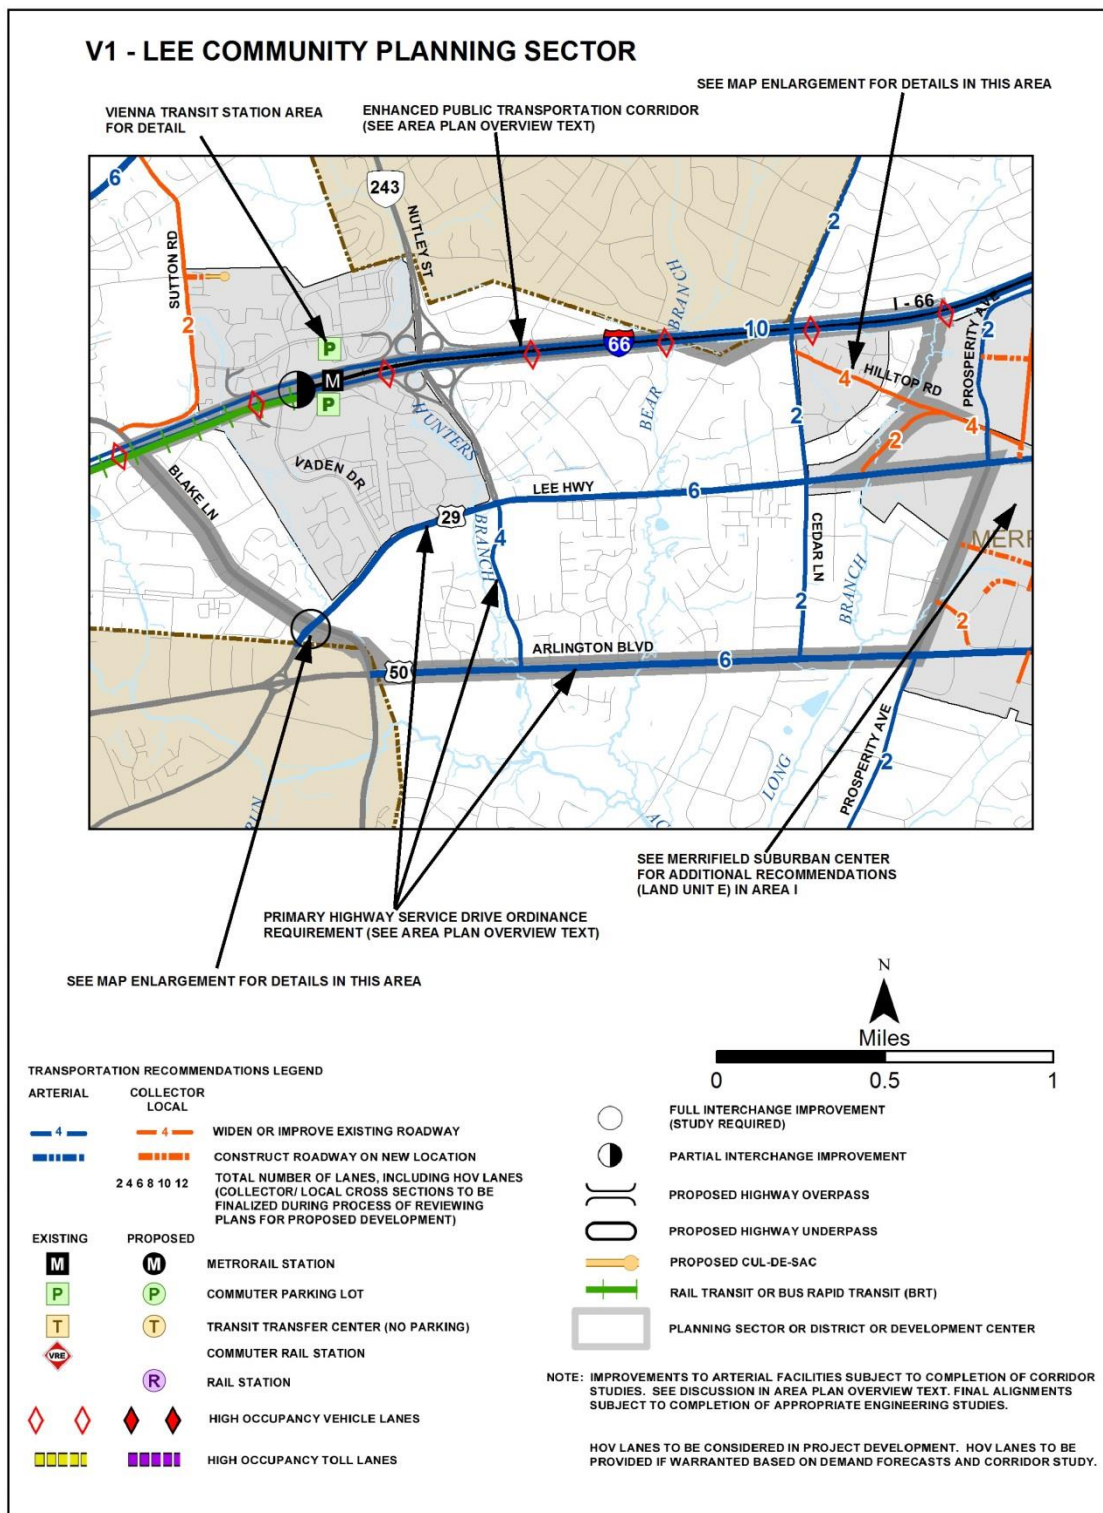 V1 - LEE COMMUNITY PLANNING SECTOR
SEE MAP ENLARGEMENT FOR DETAILS IN THIS AREA
VIENNA TRANSIT STATION AREA
FOR DETAIL
ENHANCED PUBLIC TRANSPORTATION CORRIDOR
(SEE AREA PLAN OVERVIEW TEXT)
6
243
NUTLEY ST
SUTTON RD
2
2
BRANCH
I - 66
10
66
PROSPERITY AVE
2
P
M
P
HILLTOP RD
4
4
2
2
HUNTERS
BEAR
VADEN DR
BLAKE LN
LEE HWY
6
29
BRANCH
4
CEDAR LN
2
BRANCH
MERR
2
ARLINGTON BLVD
6
50
PROSPERITY AVE
2
LONG
RUN
AC
SEE MERRIFIELD SUBURBAN CENTER
FOR ADDITIONAL RECOMMENDATIONS
(LAND UNIT E) IN AREA I
PRIMARY HIGHWAY SERVICE DRIVE ORDINANCE
REQUIREMENT (SEE AREA PLAN OVERVIEW TEXT)
SEE MAP ENLARGEMENT FOR DETAILS IN THIS AREA
N
Miles
0 0.5 1
TRANSPORTATION RECOMMENDATIONS LEGEND
ARTERIAL
COLLECTOR
LOCAL
4 4 WIDEN OR IMPROVE EXISTING ROADWAY
CONSTRUCT ROADWAY ON NEW LOCATION
2 4 6 8 10 12 TOTAL NUMBER OF LANES, INCLUDING HOV LANES
(COLLECTOR/ LOCAL CROSS SECTIONS TO BE
FINALIZED DURING PROCESS OF REVIEWING
PLANS FOR PROPOSED DEVELOPMENT)
EXISTING PROPOSED
M M METRORAIL STATION
P P COMMUTER PARKING LOT
T T TRANSIT TRANSFER CENTER (NO PARKING)
VRE COMMUTER RAIL STATION
R RAIL STATION
HIGH OCCUPANCY VEHICLE LANES
HIGH OCCUPANCY TOLL LANES
FULL INTERCHANGE IMPROVEMENT
(STUDY REQUIRED)
PARTIAL INTERCHANGE IMPROVEMENT
PROPOSED HIGHWAY OVERPASS
PROPOSED HIGHWAY UNDERPASS
PROPOSED CUL-DE-SAC
RAIL TRANSIT OR BUS RAPID TRANSIT (BRT)
PLANNING SECTOR OR DISTRICT OR DEVELOPMENT CENTER
NOTE: IMPROVEMENTS TO ARTERIAL FACILITIES SUBJECT TO COMPLETION OF CORRIDOR
STUDIES. SEE DISCUSSION IN AREA PLAN OVERVIEW TEXT. FINAL ALIGNMENTS
SUBJECT TO COMPLETION OF APPROPRIATE ENGINEERING STUDIES.
HOV LANES TO BE CONSIDERED IN PROJECT DEVELOPMENT. HOV LANES TO BE
PROVIDED IF WARRANTED BASED ON DEMAND FORECASTS AND CORRIDOR STUDY.